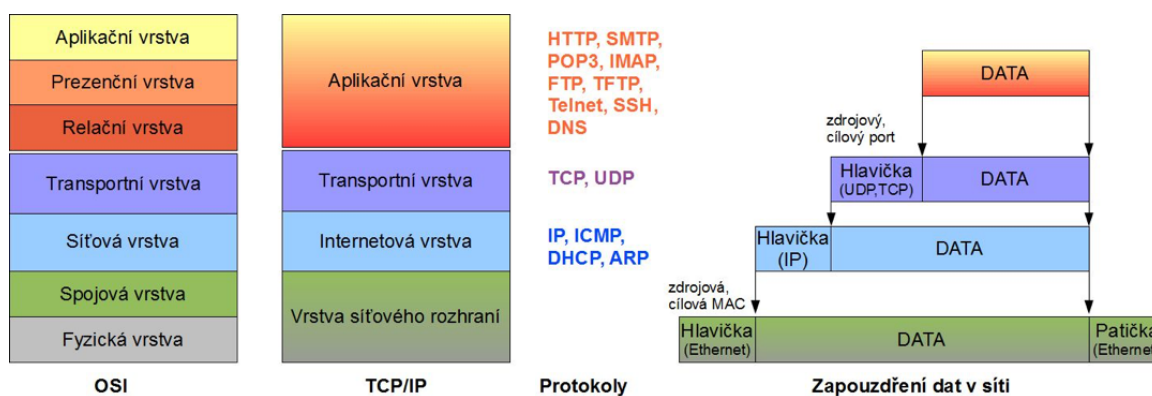 Aplikační vrstva
Prezenční vrstva
Relační vrstva
Transportní vrstva
Síťová vrstva
Spojová vrstva
Fyzická vrstva
OSI
Aplikační vrstva
Transportní vrstva
Internetová vrstva
Vrstva síťového rozhraní
TCP/IP
HTTP, SMTP,
POP3, IMAP,
FTP, TFTP,
Telnet, SSH,
DNS
TCP, UDP
IP, ICMP,
DHCP, ARP
Protokoly
DATA
zdrojový,
cílový port
Hlavička
(UDP,TCP)
DATA
Hlavička
(IP)
DATA
zdrojová,
cílová MAC
Hlavička
(Ethernet)
DATA
Patička
(Ethernet)
Zapouzdření dat v síti